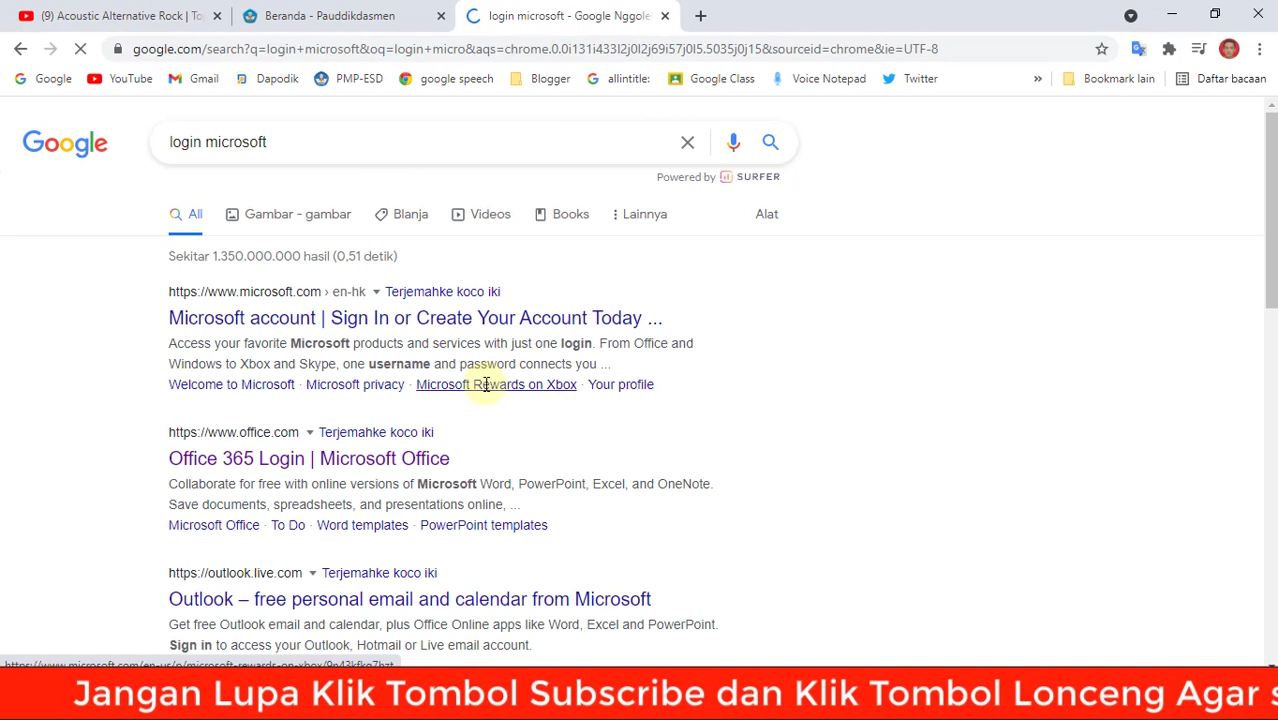 (9) Acoustic Alternative Rock | To
Beranda - Pauddikdasmen
login microsoft - Google Nggole
google.com/search?q=login+microsoft&oq=login+micro&aqs=chrome.0.0i131i433l2j0l2j69i57j0l5.5035j0j15&sourceid=chrome&ie=UTF-8
Google YouTube Gmail Dapodik PMP-ESD google speech Blogger allintitle: Google Class Voice Notepad Twitter » Bookmark lain Daftar bacaan
Google
login microsoft
Powered by SURFER
All Gambar - gambar Blanja Videos Books Lainnya Alat
Sekitar 1.350.000.000 hasil (0,51 detik)
https://www.microsoft.com › en-hk Terjemahke koco iki
Microsoft account | Sign In or Create Your Account Today ...
Access your favorite Microsoft products and services with just one login. From Office and
Windows to Xbox and Skype, one username and password connects you ...
Welcome to Microsoft · Microsoft privacy · Microsoft Rewards on Xbox · Your profile
https://www.office.com Terjemahke koco iki
Office 365 Login | Microsoft Office
Collaborate for free with online versions of Microsoft Word, PowerPoint, Excel, and OneNote.
Save documents, spreadsheets, and presentations online, ...
Microsoft Office · To Do · Word templates · PowerPoint templates
https://outlook.live.com Terjemahke koco iki
Outlook – free personal email and calendar from Microsoft
Get free Outlook email and calendar, plus Office Online apps like Word, Excel and PowerPoint.
Sign in to access your Outlook, Hotmail or Live email account.
Jangan Lupa Klik Tombol Subscribe dan Klik Tombol Lonceng Agar s